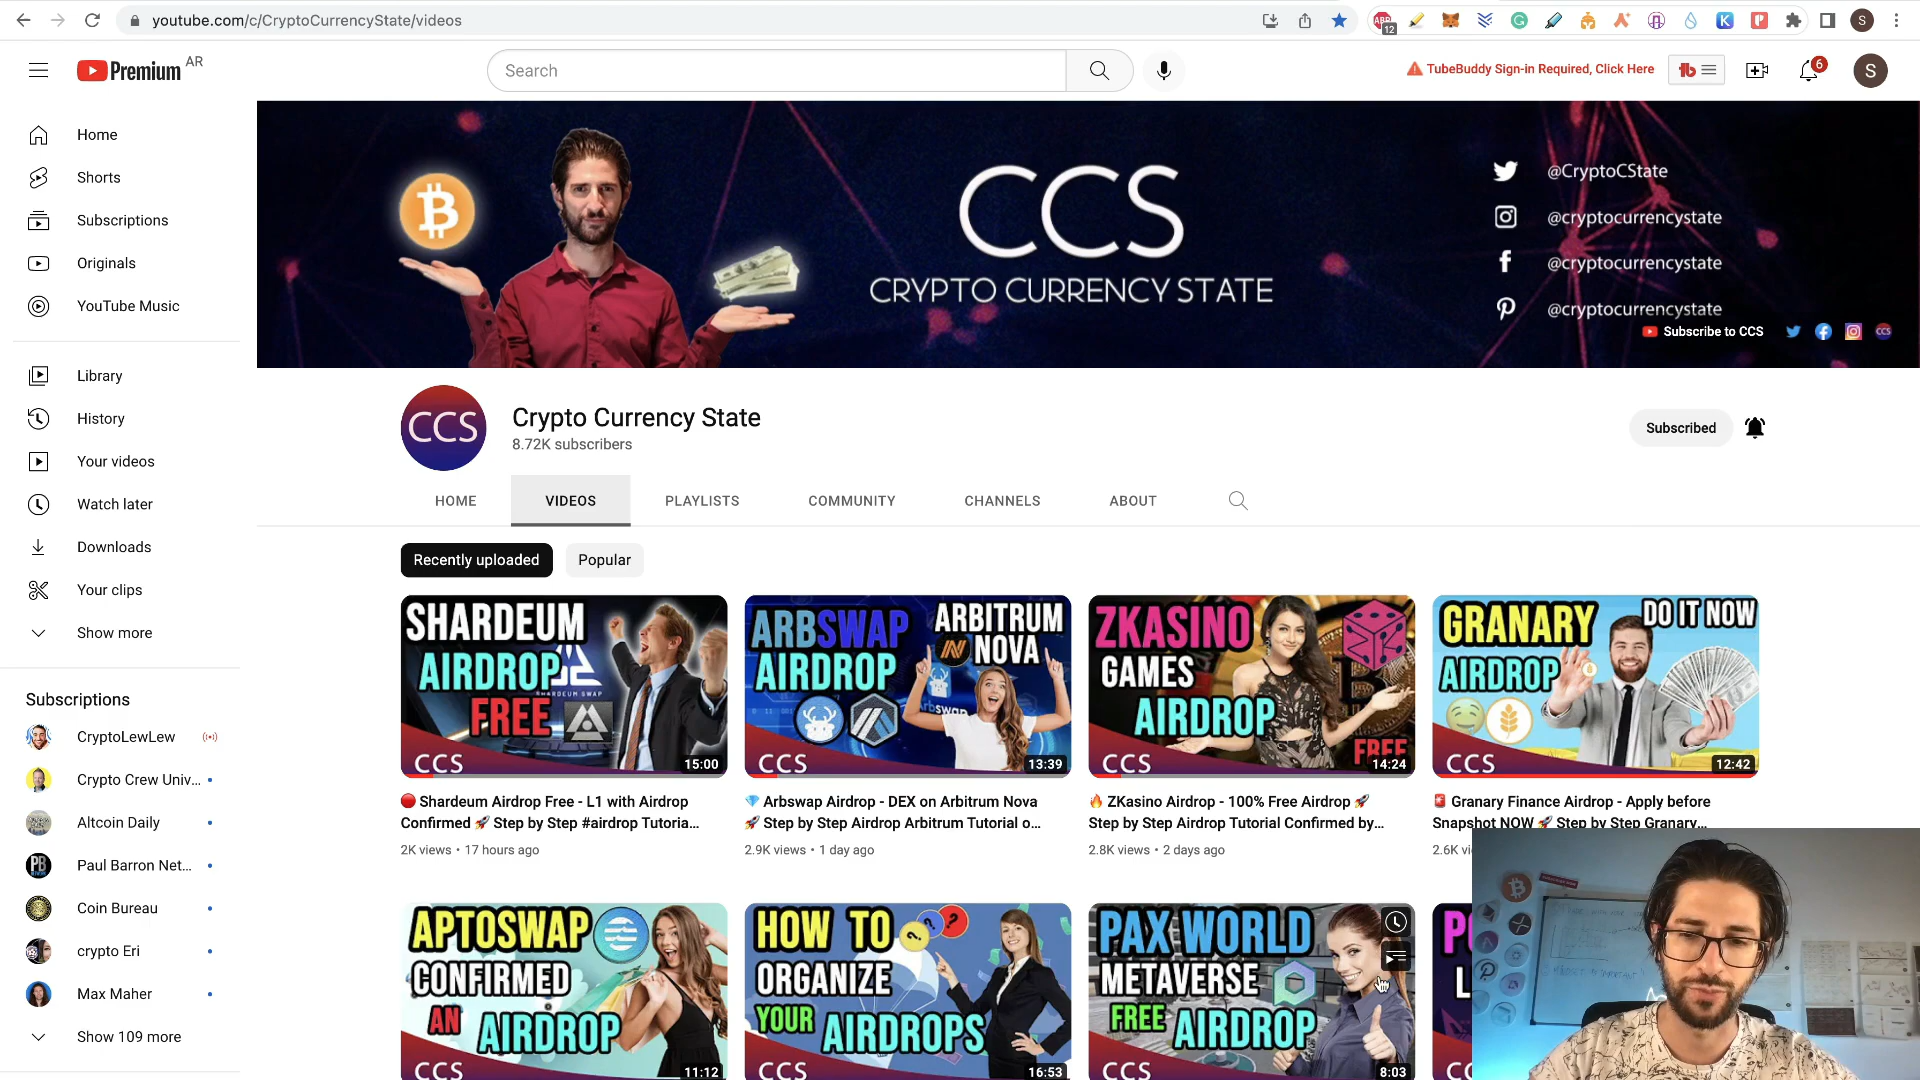 youtube.com/c/CryptoCurrencyState/videos
12
S
Premium AR
Search
TubeBuddy Sign-in Required, Click Here
6
S
Home
Shorts
Subscriptions
Originals
YouTube Music
Library
History
Your videos
Watch later
Downloads
Your clips
Show more
Subscriptions
CryptoLewLew
Crypto Crew Univ...
Altcoin Daily
Paul Barron Net...
Coin Bureau
crypto Eri
Max Maher
Show 109 more
CCS
CRYPTO CURRENCY STATE
@CryptoCState
@cryptocurrencystate
@cryptocurrencystate
@cryptocurrencystate
Subscribe to CCS
CCS
Crypto Currency State
8.72K subscribers
Subscribed
HOME
VIDEOS
PLAYLISTS
COMMUNITY
CHANNELS
ABOUT
Recently uploaded
Popular
SHARDEUM
AIRDROP
FREE
CCS
15:00
ARBSWAP
AIRDROP
ARBITRUM
NOVA
CCS
13:39
ZKASINO
GAMES
AIRDROP
FREE
CCS
14:24
GRANARY
AIRDROP
DO IT NOW
CCS
12:42
Shardeum Airdrop Free - L1 with Airdrop
Confirmed 🚀 Step by Step #airdrop Tutoria...
2K views • 17 hours ago
Arbswap Airdrop - DEX on Arbitrum Nova
🚀 Step by Step Airdrop Arbitrum Tutorial o...
2.9K views • 1 day ago
ZKasino Airdrop - 100% Free Airdrop 🚀
Step by Step Airdrop Tutorial Confirmed by...
2.8K views • 2 days ago
Granary Finance Airdrop - Apply before
Snapshot NOW 🚀 Step by Step Granary...
2.6K vi
APTOSWAP
CONFIRMED
AN AIRDROP
CCS
11:12
HOW TO
ORGANIZE
YOUR AIRDROPS
CCS
16:53
PAX WORLD
METAVERSE
FREE AIRDROP
CCS
8:03